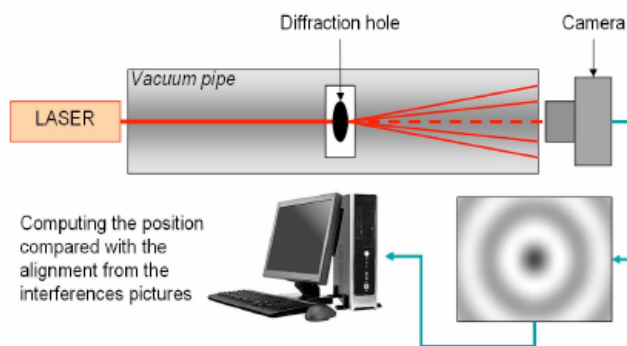 Diffraction hole
Camera
Vacuum pipe
LASER
Computing the position
compared with the
alignment from the
interferences pictures